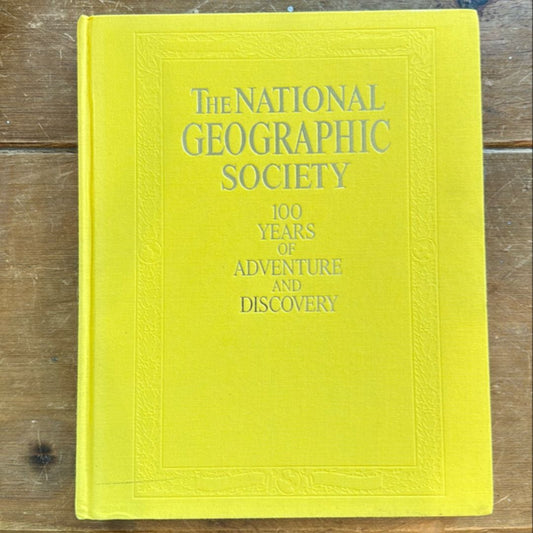 THE NATIONAL
GEOGRAPHIC
SOCIETY
100
YEARS
OF
ADVENTURE
AND
DISCOVERY